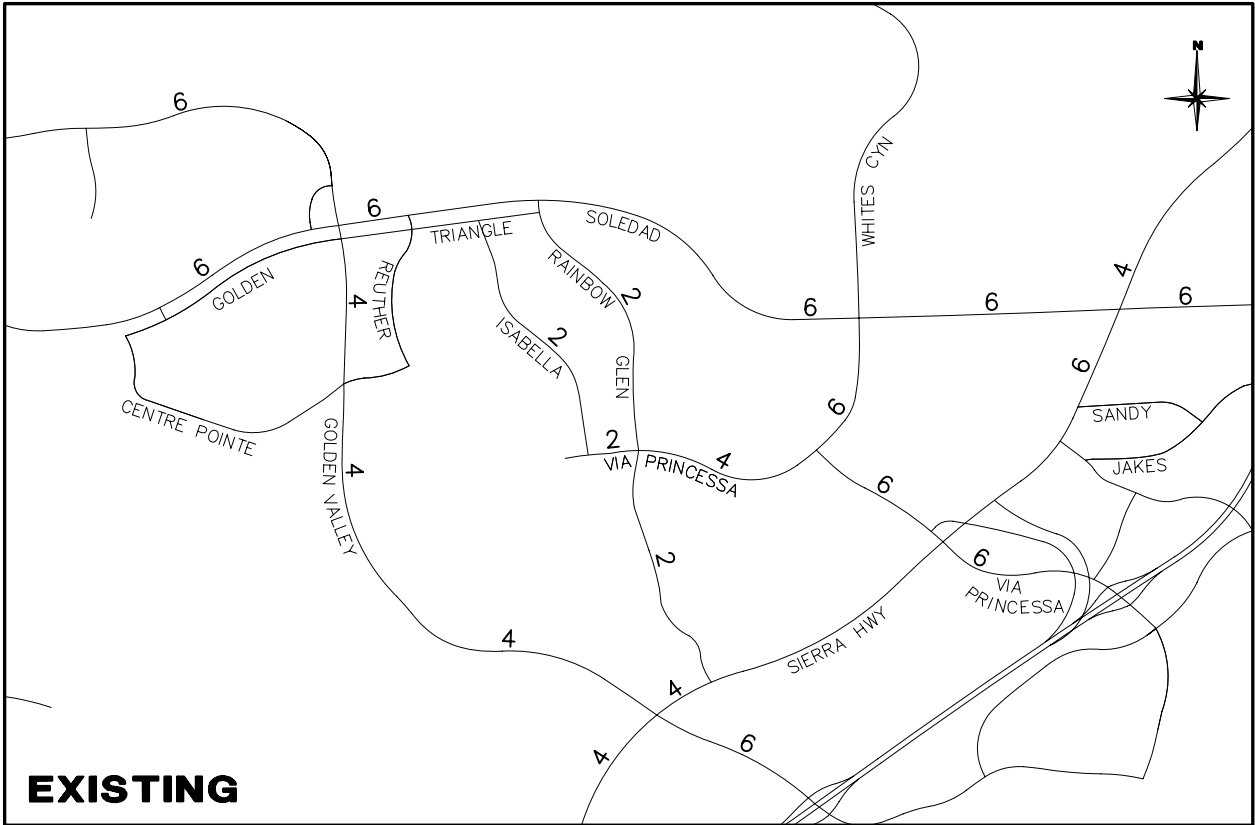 N
6
6
6
SOLEDAD
TRIANGLE
WHITES CYN
6
GOLDEN
4
REUTHER
RAINBOW
2
GLEN
ISABELLA
2
4
6
6
6
6
6
CENTRE POINTE
GOLDEN VALLEY
4
2
VIA PRINCESSA
4
6
SANDY
JAKES
6
VIA
PRINCESSA
2
4
SIERRA HWY
4
4
6
EXISTING